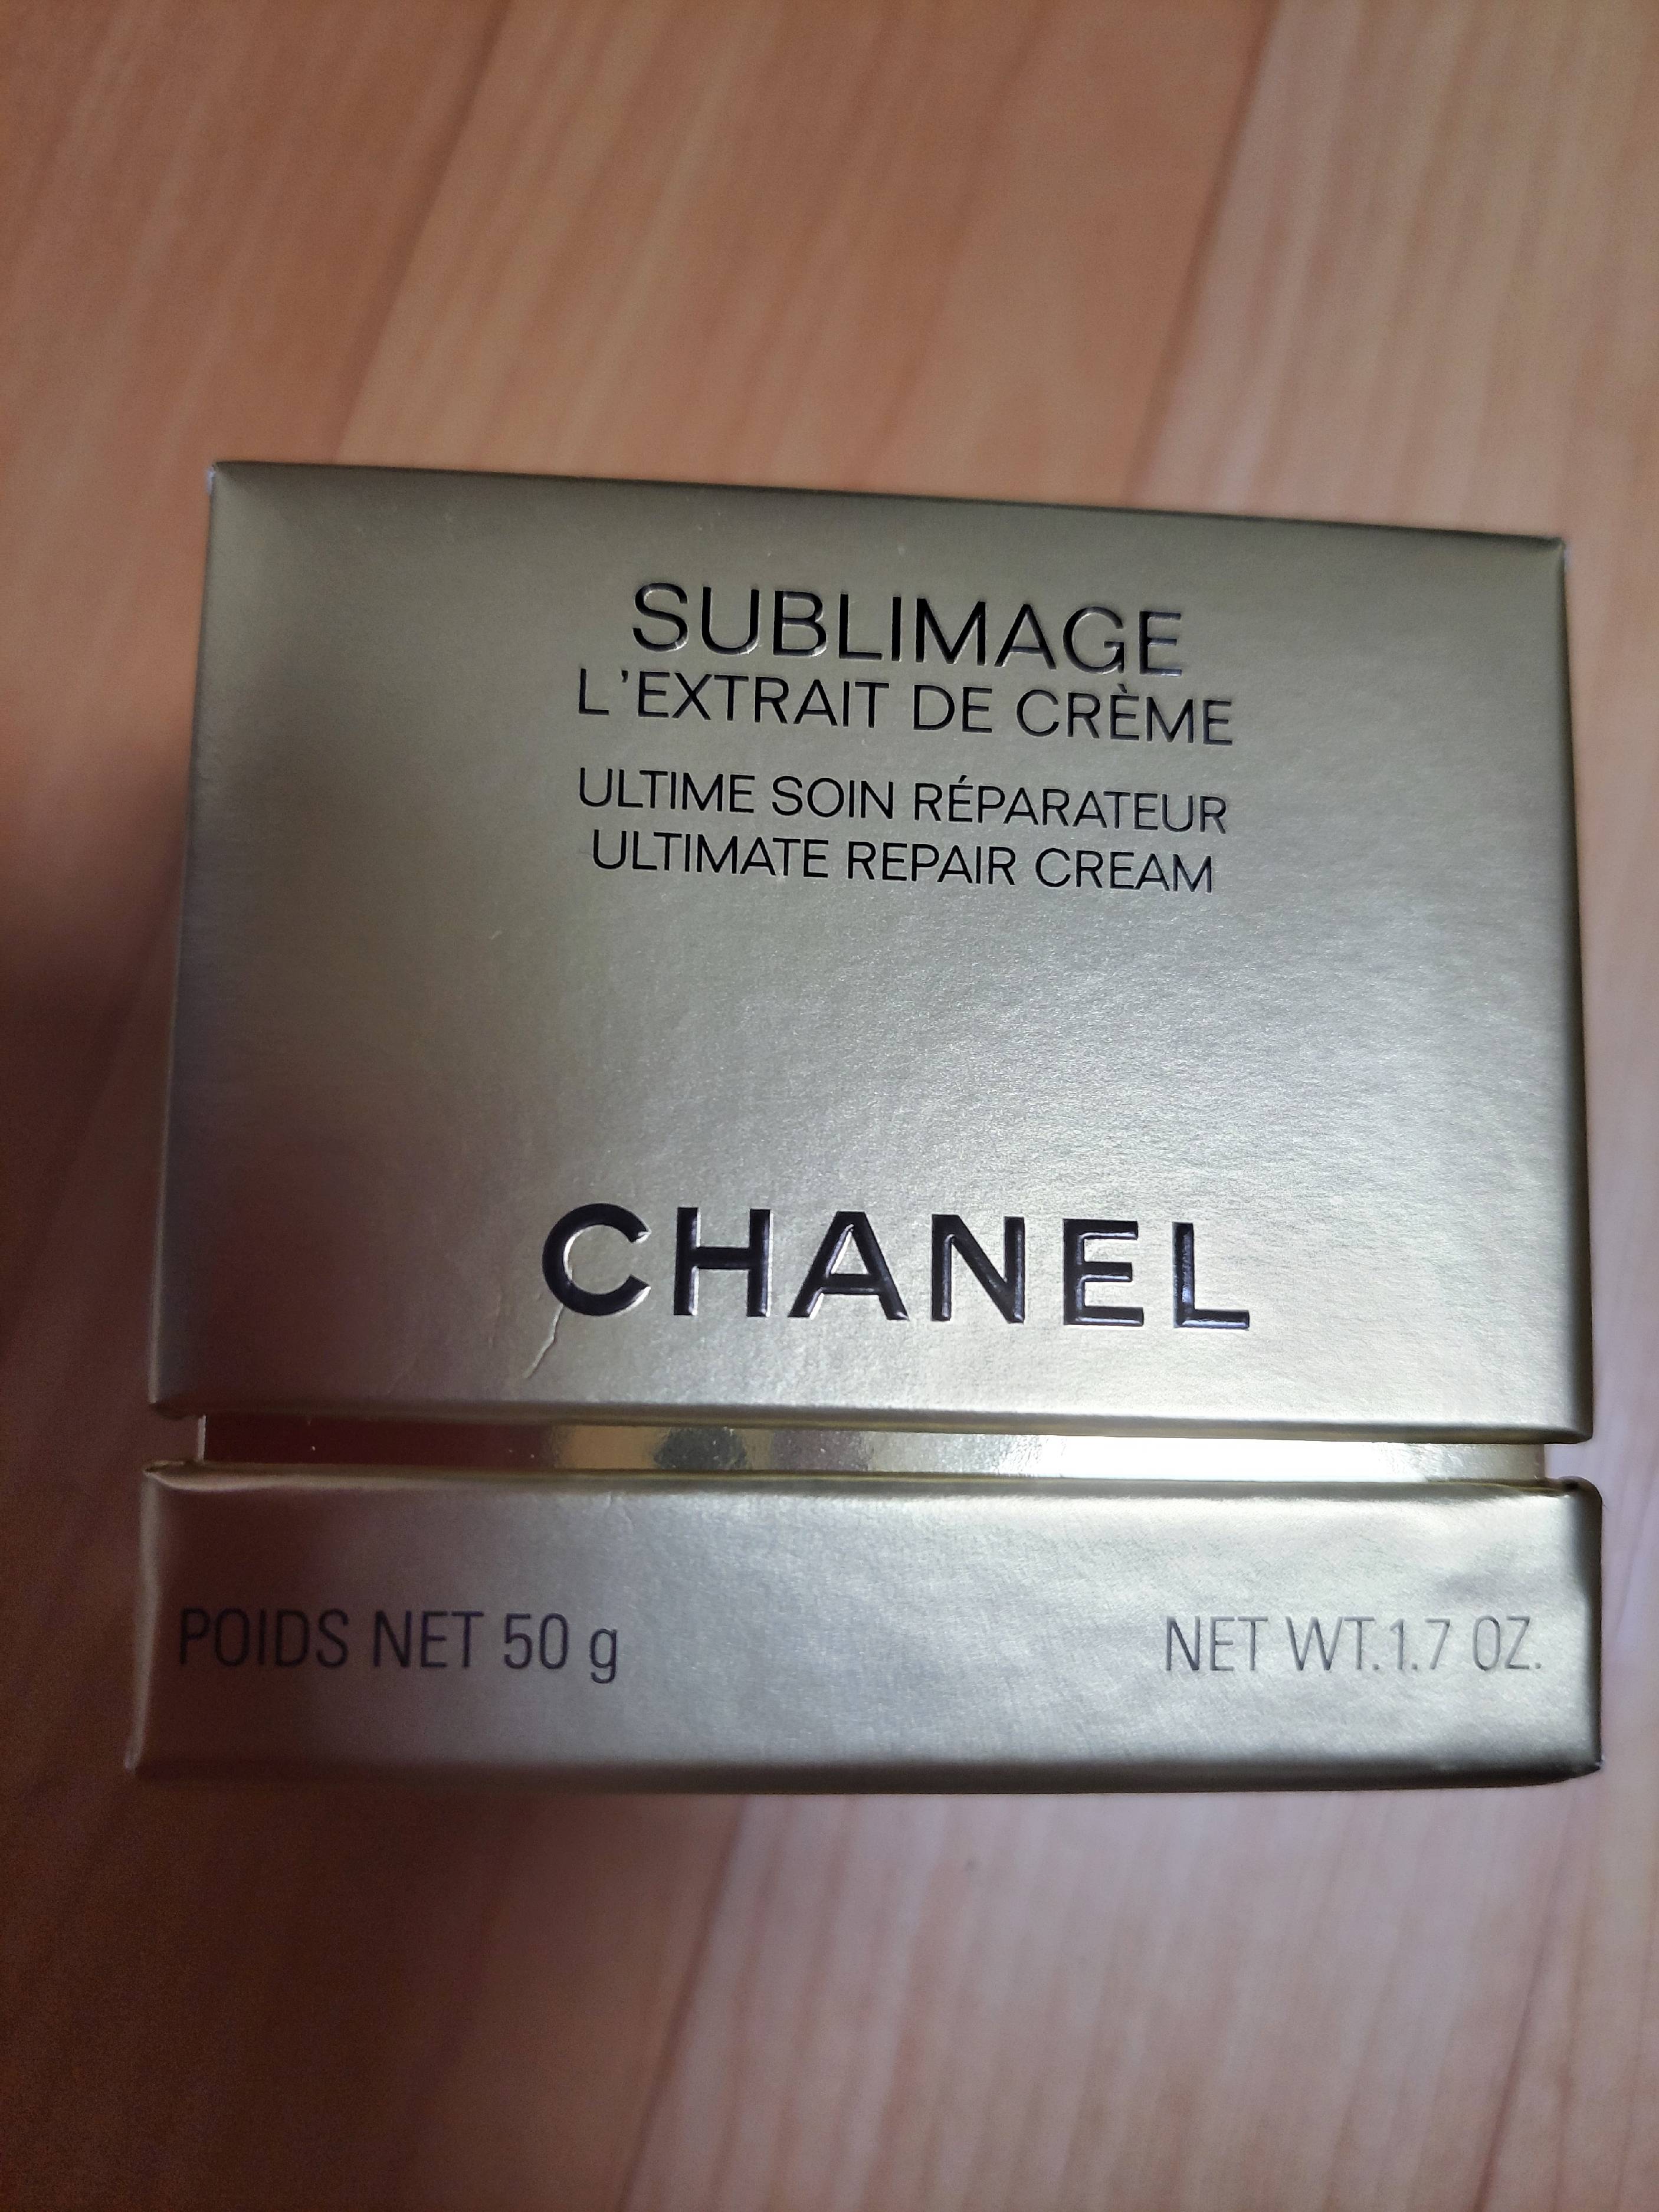 SUBLIMAGE
L'EXTRAIT DE CRÈME
ULTIME SOIN RÉPARATEUR
ULTIMATE REPAIR CREAM
CHANEL
POIDS NET 50 g
NET WT.1.7 OZ.